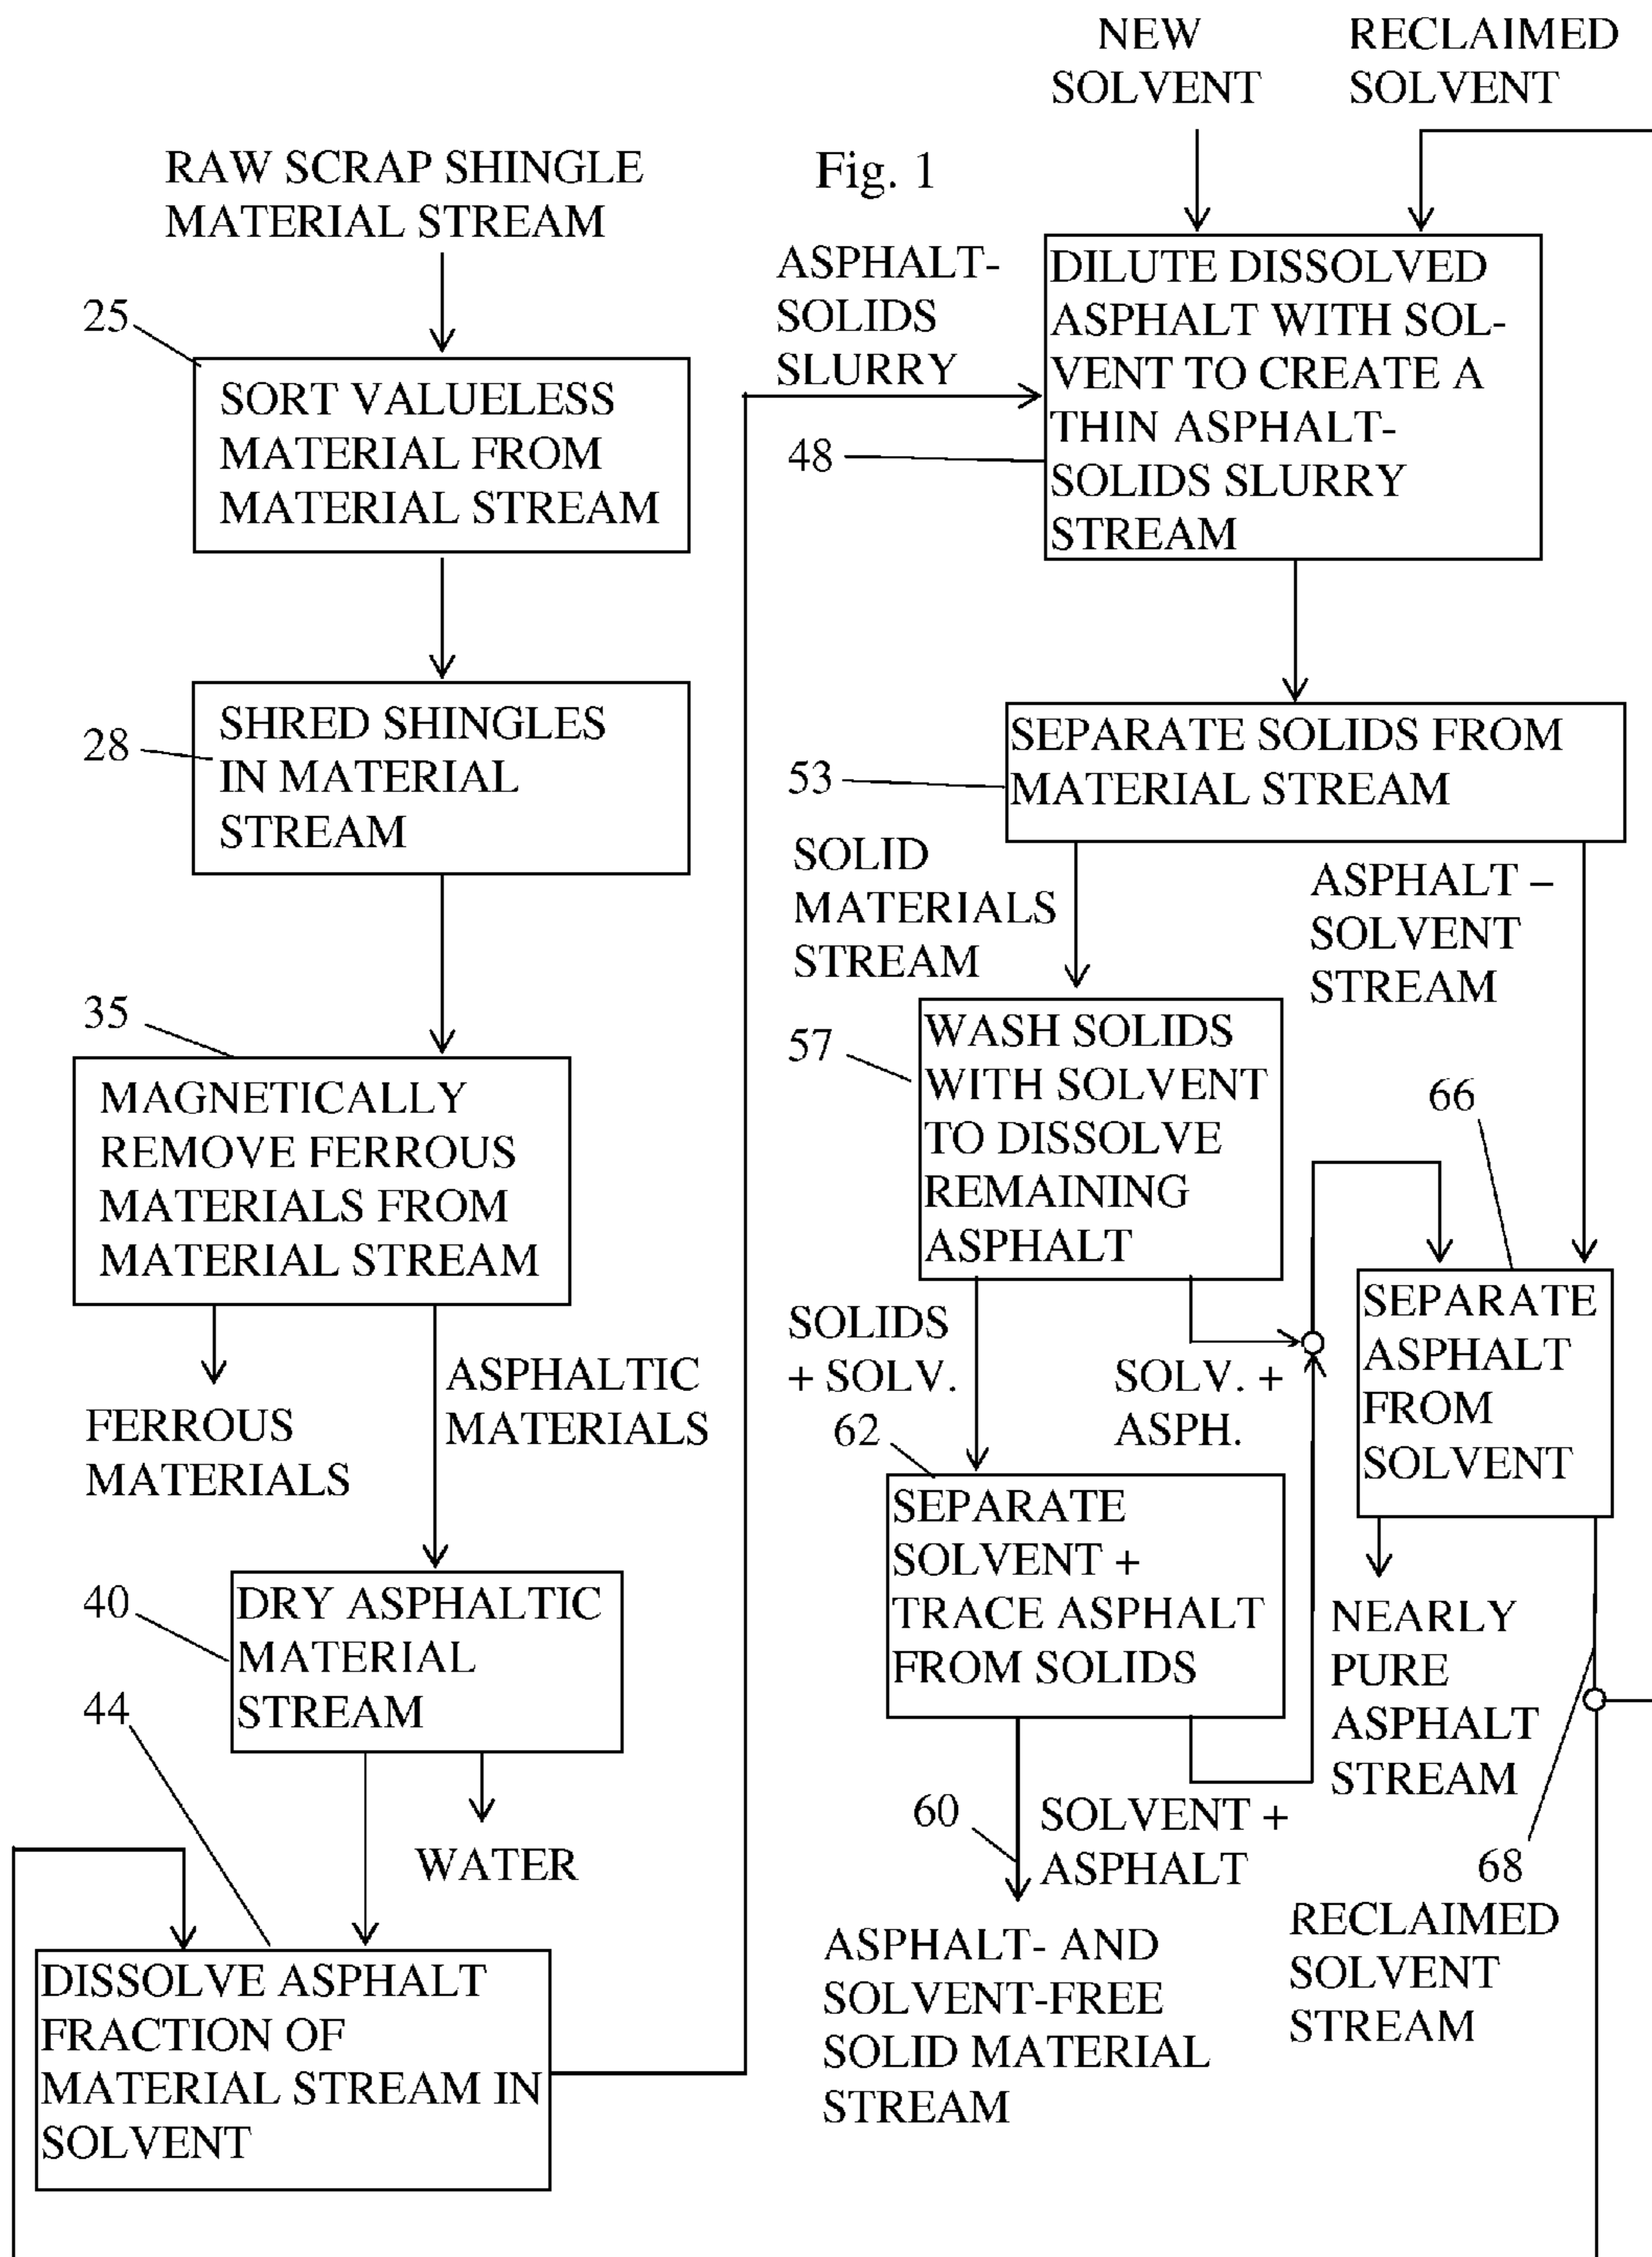 RAW SCRAP SHINGLE
MATERIAL STREAM
25
SORT VALUELESS
MATERIAL FROM
MATERIAL STREAM
28
SHRED SHINGLES
IN MATERIAL
STREAM
35
MAGNETICALLY
REMOVE FERROUS
MATERIALS FROM
MATERIAL STREAM
FERROUS
MATERIALS
ASPHALTIC
MATERIALS
40
DRY ASPHALTIC
MATERIAL
STREAM
44
WATER
DISSOLVE ASPHALT
FRACTION OF
MATERIAL STREAM IN
SOLVENT
Fig. 1
NEW
SOLVENT
RECLAIMED
SOLVENT
ASPHALT-
SOLIDS
SLURRY
48
DILUTE DISSOLVED
ASPHALT WITH SOL-
VENT TO CREATE A
THIN ASPHALT-
SOLIDS SLURRY
STREAM
53
SEPARATE SOLIDS FROM
MATERIAL STREAM
SOLID
MATERIALS
STREAM
ASPHALT –
SOLVENT
STREAM
57
WASH SOLIDS
WITH SOLVENT
TO DISSOLVE
REMAINING
ASPHALT
66
SOLIDS
+ SOLV.
SOLV. +
ASPH.
SEPARATE
ASPHALT
FROM
SOLVENT
62
SEPARATE
SOLVENT +
TRACE ASPHALT
FROM SOLIDS
NEARLY
PURE
ASPHALT
STREAM
60
SOLVENT +
ASPHALT
68
RECLAIMED
SOLVENT
STREAM
ASPHALT- AND
SOLVENT-FREE
SOLID MATERIAL
STREAM